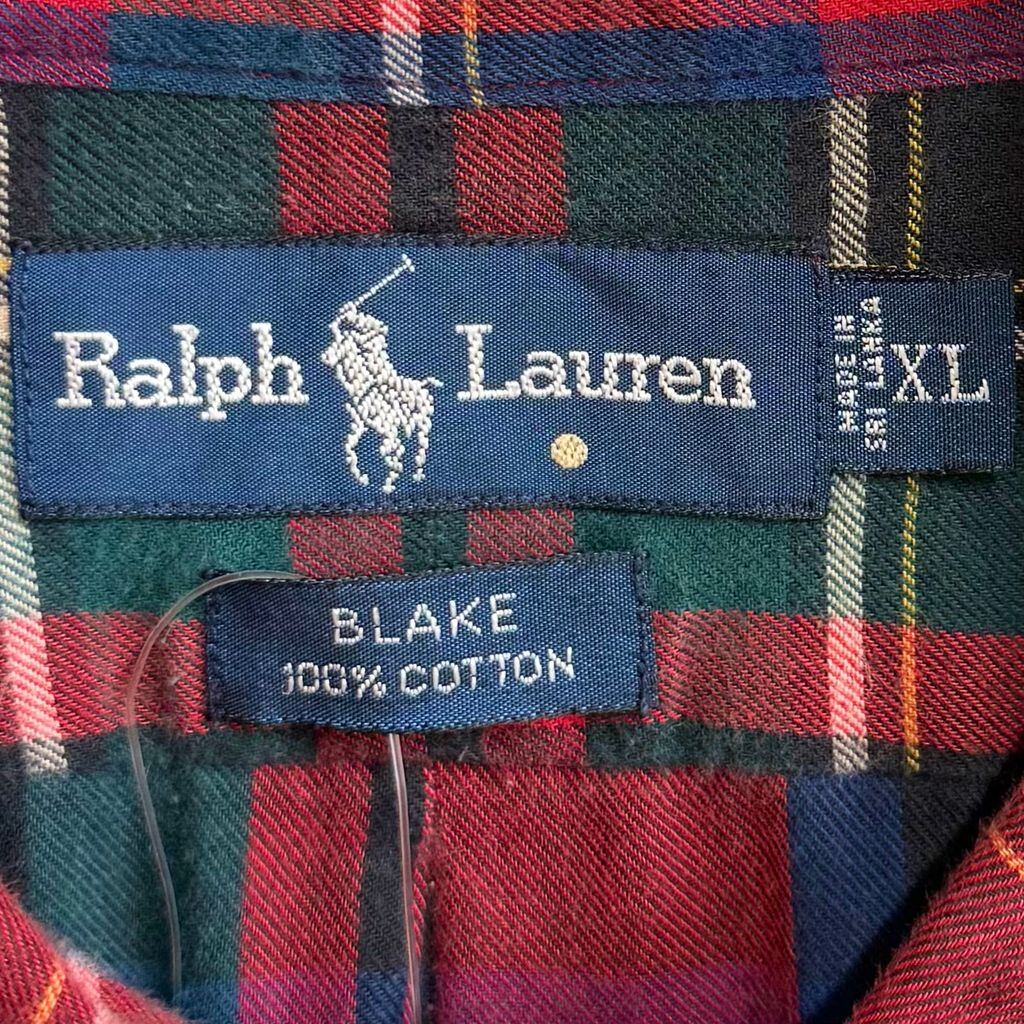 Ralph Lauren
MADE IN
SRI LANKA
XL
BLAKE
100% COTTON